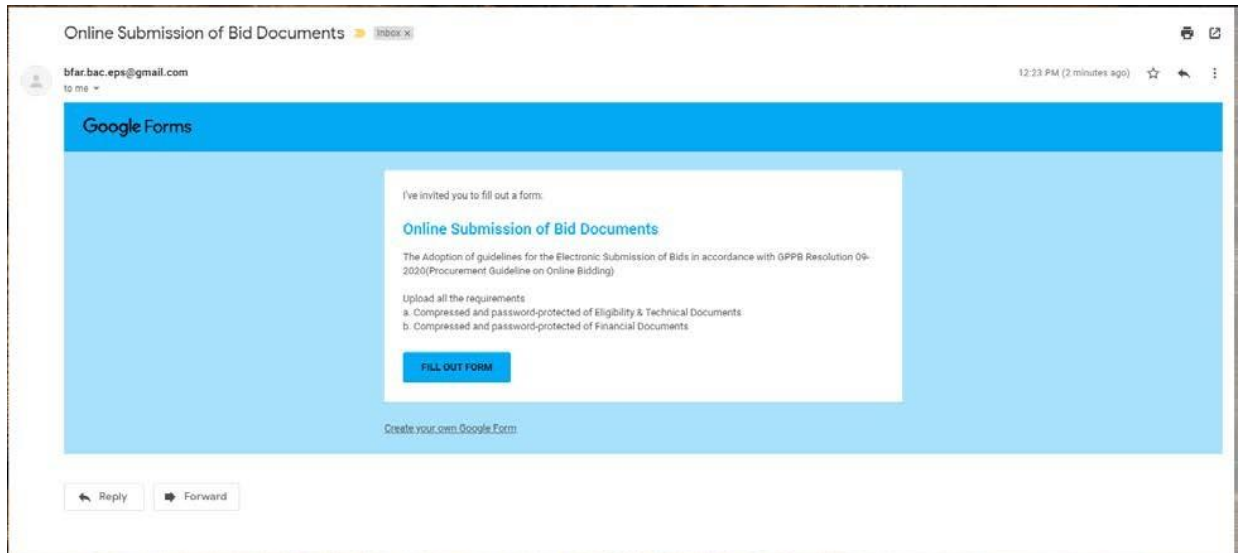 Online Submission of Bid Documents Inbox x
bfar.bac.eps@gmail.com 12:23 PM (2 minutes ago)
to me
Google Forms
I've invited you to fill out a form:
Online Submission of Bid Documents
The Adoption of guidelines for the Electronic Submission of Bids in accordance with GPPB Resolution 09-
2020(Procurement Guideline on Online Bidding)
Upload all the requirements
a. Compressed and password-protected of Eligibility & Technical Documents
b. Compressed and password-protected of Financial Documents
FILL OUT FORM
Create your own Google Form
Reply Forward